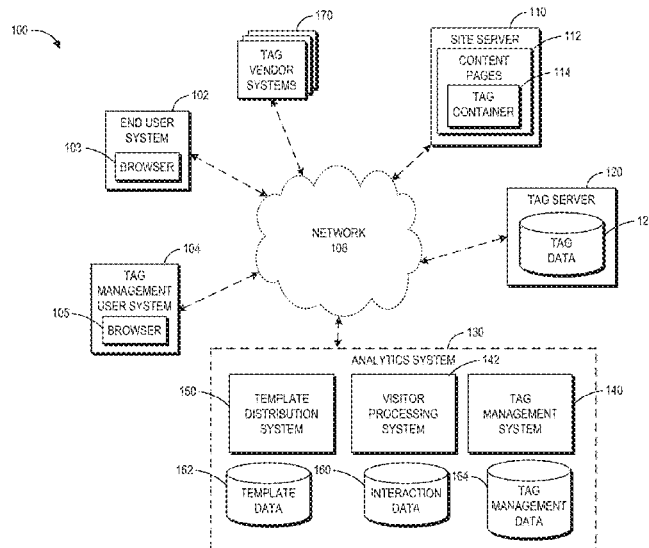 100
170
TAG
VENDOR
SYSTEMS
110
SITE SERVER
112
CONTENT
PAGES
114
TAG
CONTAINER
102
END USER
SYSTEM
103
BROWSER
120
TAG SERVER
TAG
DATA
12
NETWORK
108
104
TAG
MANAGEMENT
USER SYSTEM
105
BROWSER
130
ANALYTICS SYSTEM
142
150
TEMPLATE
DISTRIBUTION
SYSTEM
VISITOR
PROCESSING
SYSTEM
TAG
MANAGEMENT
SYSTEM
140
162
TEMPLATE
DATA
160
INTERACTION
DATA
164
TAG
MANAGEMENT
DATA